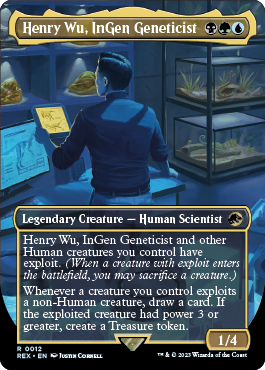 Henry Wu, InGen Geneticist
Legendary Creature — Human Scientist
Henry Wu, InGen Geneticist and other
Human creatures you control have
exploit. (When a creature with exploit enters
the battlefield, you may sacrifice a creature.)
Whenever a creature you control exploits
a non-Human creature, draw a card. If
the exploited creature had power 3 or
greater, create a Treasure token.
1/4
R 0012
REX • EN JUSTIN CORNELL
™ & © 2023 Wizards of the Coast